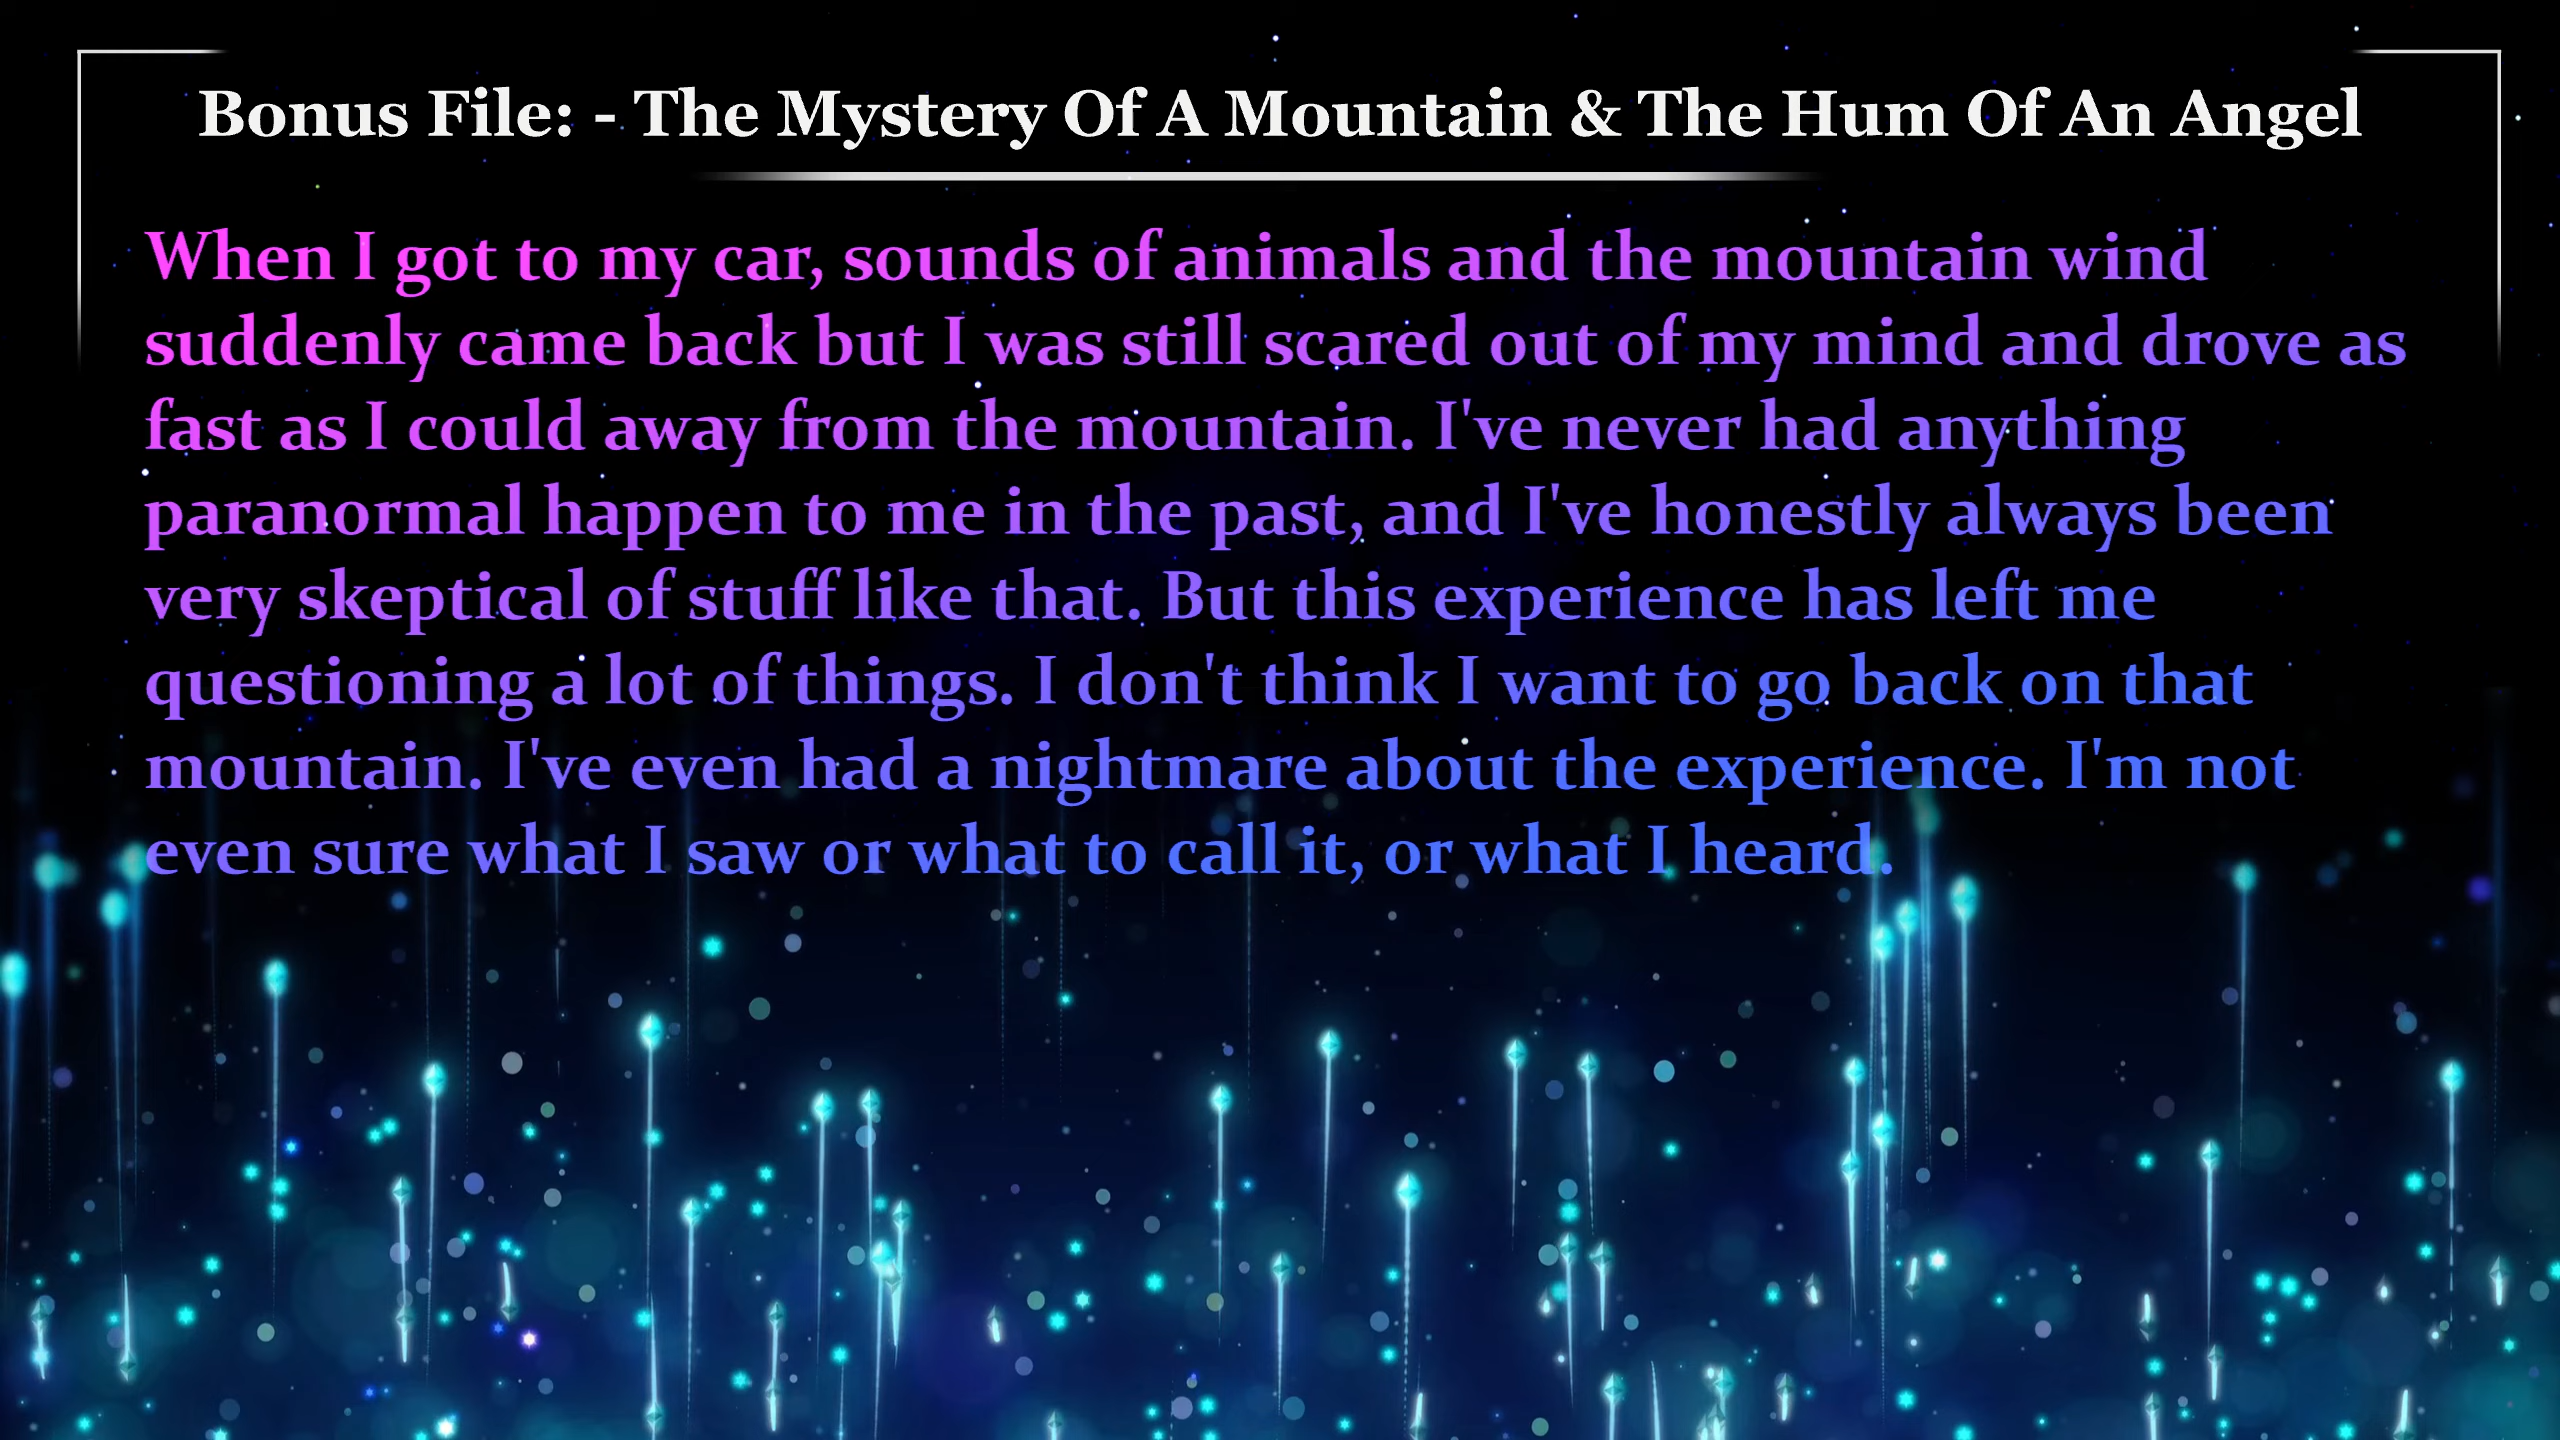 Bonus File: - The Mystery Of A Mountain & The Hum Of An Angel
When I got to my car, sounds of animals and the mountain wind
suddenly came back but I was still scared out of my mind and drove as
fast as I could away from the mountain. I've never had anything
paranormal happen to me in the past, and I've honestly always been
very skeptical of stuff like that. But this experience has left me
questioning a lot of things. I don't think I want to go back on that
mountain. I've even had a nightmare about the experience. I'm not
even sure what I saw or what to call it, or what I heard.